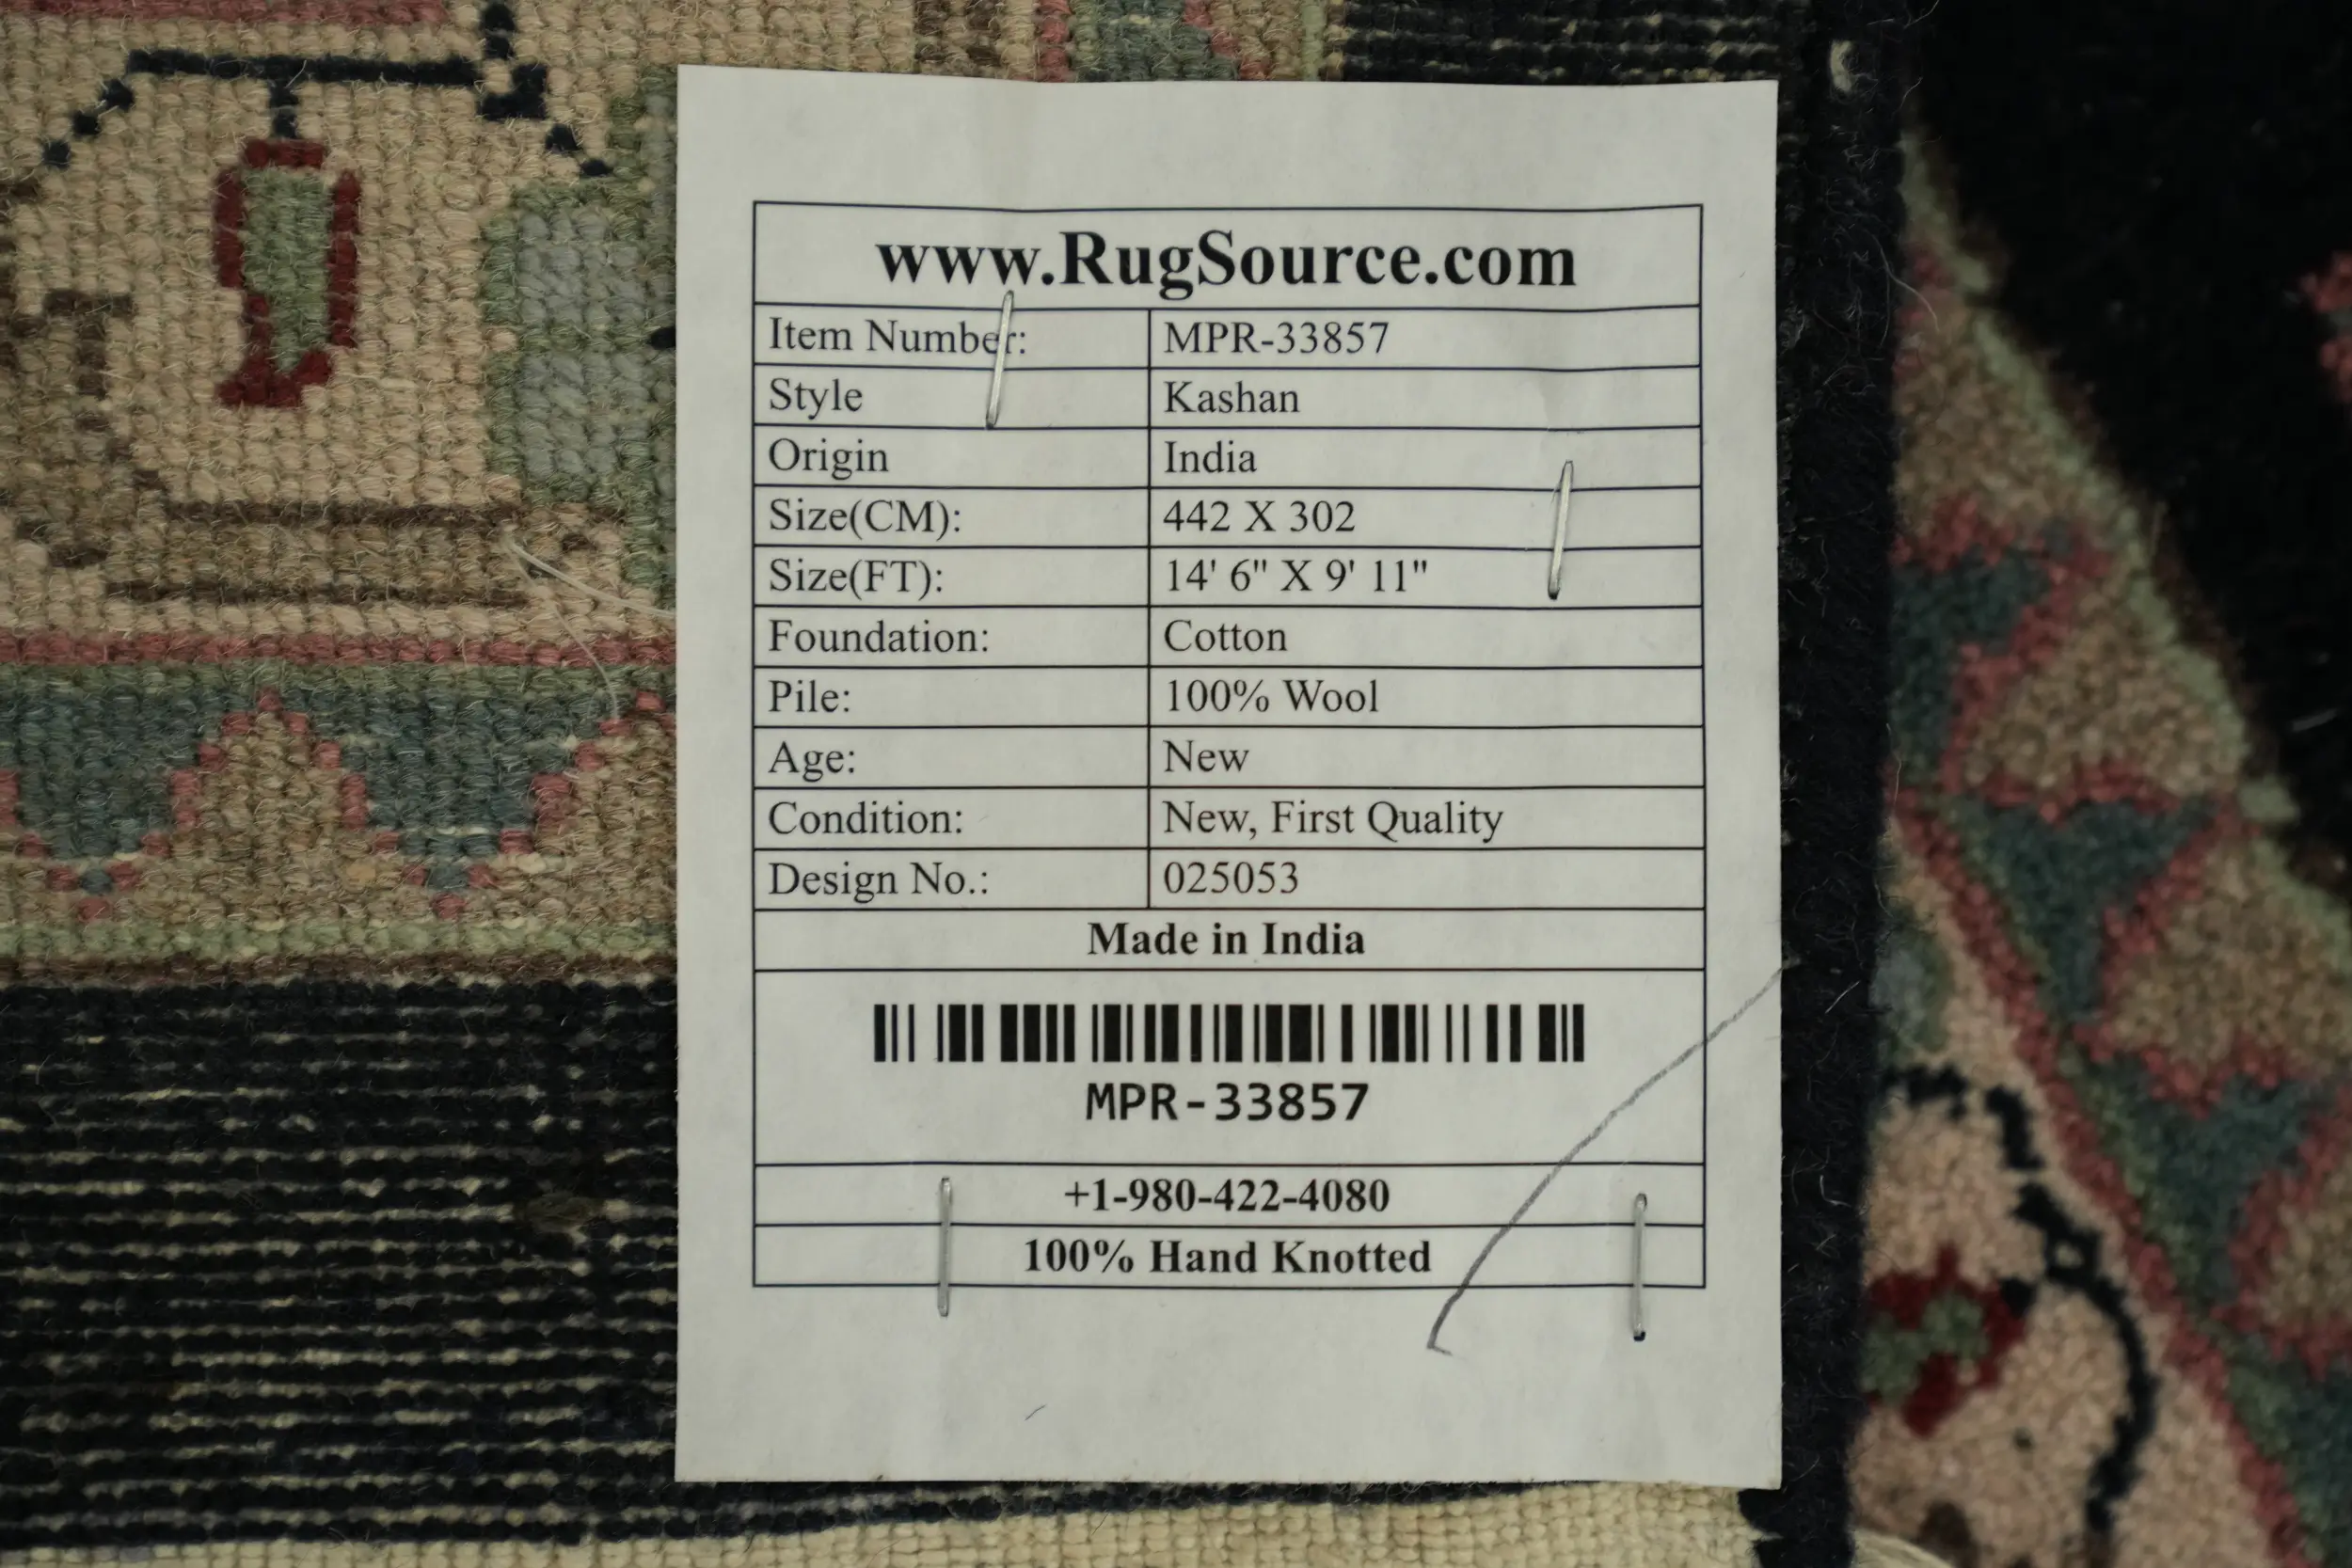 www.RugSource.com
Item Number: MPR-33857
Style Kashan
Origin India
Size(CM): 442 X 302
Size(FT): 14' 6" X 9' 11"
Foundation: Cotton
Pile: 100% Wool
Age: New
Condition: New, First Quality
Design No.: 025053
Made in India
MPR-33857
+1-980-422-4080
100% Hand Knotted